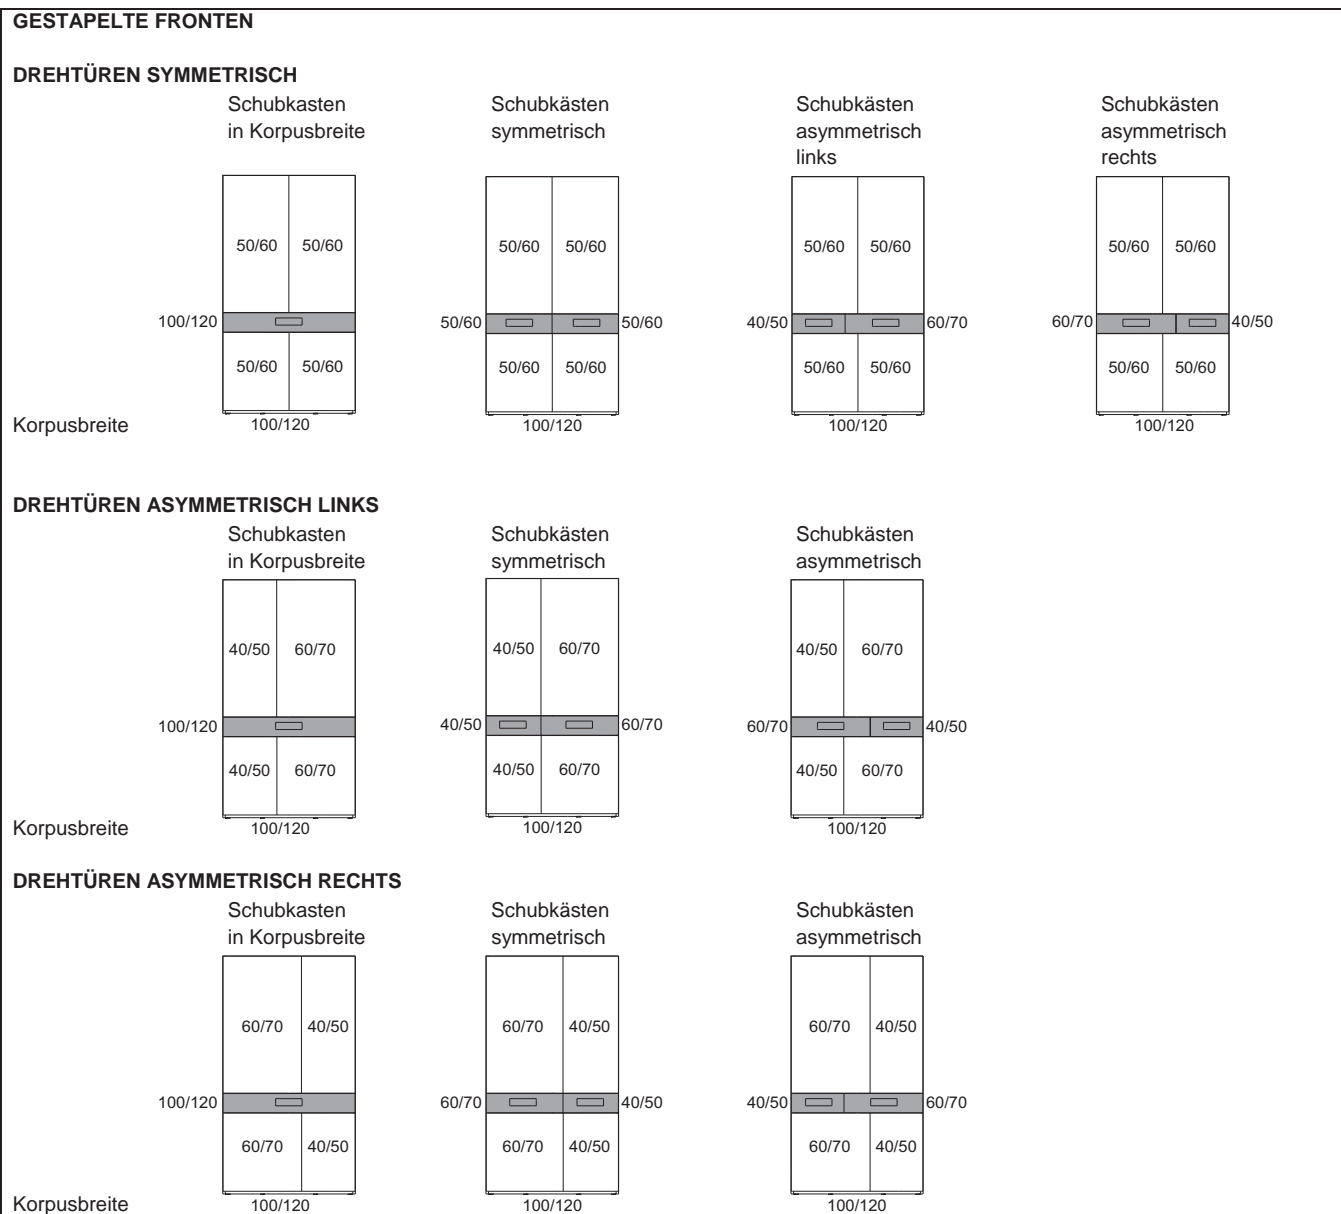 GESTAPELTE FRONTEN
DREHTÜREN SYMMETRISCH
Schubkasten
in Korpusbreite
50/60 50/60
100/120
50/60 50/60
100/120
Schubkästen
symmetrisch
50/60 50/60
50/60 50/60
50/60 50/60
100/120
Schubkästen
asymmetrisch
links
50/60 50/60
40/50 60/70
50/60 50/60
100/120
Schubkästen
asymmetrisch
rechts
50/60 50/60
60/70 40/50
50/60 50/60
100/120
Korpusbreite
DREHTÜREN ASYMMETRISCH LINKS
Schubkasten
in Korpusbreite
40/50 60/70
100/120
40/50 60/70
100/120
Schubkästen
symmetrisch
40/50 60/70
40/50 60/70
40/50 60/70
100/120
Schubkästen
asymmetrisch
40/50 60/70
60/70 40/50
40/50 60/70
100/120
Korpusbreite
DREHTÜREN ASYMMETRISCH RECHTS
Schubkasten
in Korpusbreite
60/70 40/50
100/120
60/70 40/50
100/120
Schubkästen
symmetrisch
60/70 40/50
60/70 40/50
60/70 40/50
100/120
Schubkästen
asymmetrisch
60/70 40/50
40/50 60/70
60/70 40/50
100/120
Korpusbreite